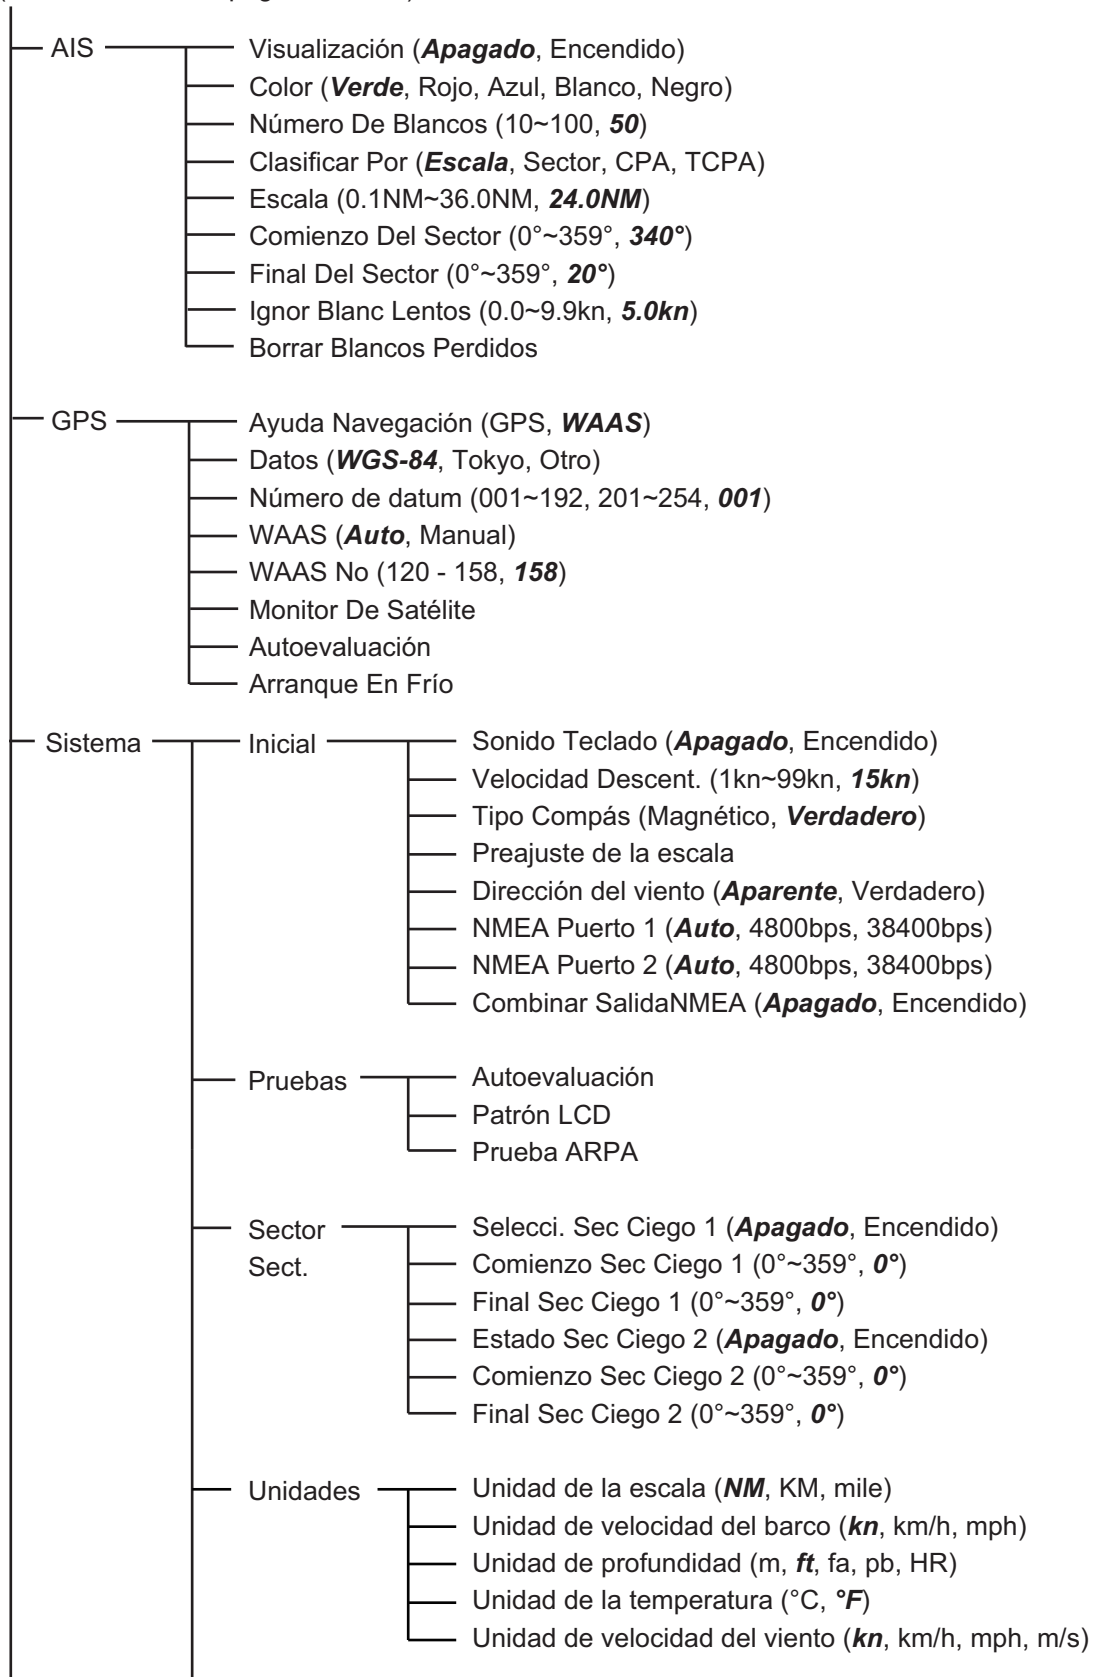 AIS
Visualización (Apagado, Encendido)
Color (Verde, Rojo, Azul, Blanco, Negro)
Número De Blancos (10~100, 50)
Clasificar Por (Escala, Sector, CPA, TCPA)
Escala (0.1NM~36.0NM, 24.0NM)
Comienzo Del Sector (0°~359°, 340°)
Final Del Sector (0°~359°, 20°)
Ignor Blanc Lentos (0.0~9.9kn, 5.0kn)
Borrar Blancos Perdidos
GPS
Ayuda Navegación (GPS, WAAS)
Datos (WGS-84, Tokyo, Otro)
Número de datum (001~192, 201~254, 001)
WAAS (Auto, Manual)
WAAS No (120 - 158, 158)
Monitor De Satélite
Autoevaluación
Arranque En Frío
Sistema
Inicial
Sonido Teclado (Apagado, Encendido)
Velocidad Descent. (1kn~99kn, 15kn)
Tipo Compás (Magnético, Verdadero)
Preajuste de la escala
Dirección del viento (Aparente, Verdadero)
NMEA Puerto 1 (Auto, 4800bps, 38400bps)
NMEA Puerto 2 (Auto, 4800bps, 38400bps)
Combinar SalidaNMEA (Apagado, Encendido)
Pruebas
Autoevaluación
Patrón LCD
Prueba ARPA
Sector
Sect.
Selecci. Sec Ciego 1 (Apagado, Encendido)
Comienzo Sec Ciego 1 (0°~359°, 0°)
Final Sec Ciego 1 (0°~359°, 0°)
Estado Sec Ciego 2 (Apagado, Encendido)
Comienzo Sec Ciego 2 (0°~359°, 0°)
Final Sec Ciego 2 (0°~359°, 0°)
Unidades
Unidad de la escala (NM, KM, mile)
Unidad de velocidad del barco (kn, km/h, mph)
Unidad de profundidad (m, ft, fa, pb, HR)
Unidad de la temperatura (°C, °F)
Unidad de velocidad del viento (kn, km/h, mph, m/s)